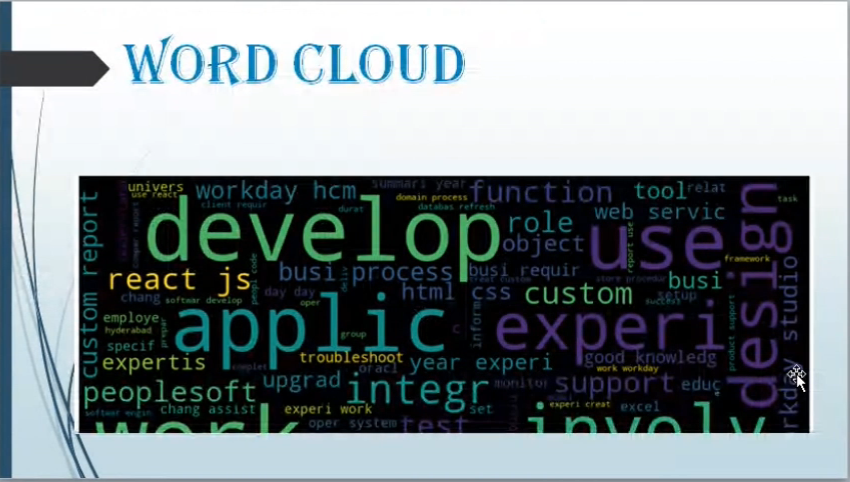 WORD CLOUD
univers
use react
workday hcm
summari year
domain process
function
tool
relat
task
client requir
durat
databas refresh
custom report
develop
role
web servic
object
use
report use
design
framework
react js
peopl code
busi process
busi requir
store procedur
busi
chang
softwar develop
day day
oper
html
css
custom
setup
success
studio
employe
hyderabad
prepar
applic
group
inform
experi
product support
specif
expertis
troubleshoot
oracl
year experi
good knowledg
work workday
peoplesoft
upgrad
integr
monitor
support
educ
softwar engin
chang assist
experi work
set
experi creat
excel
work
oper system
test
involv